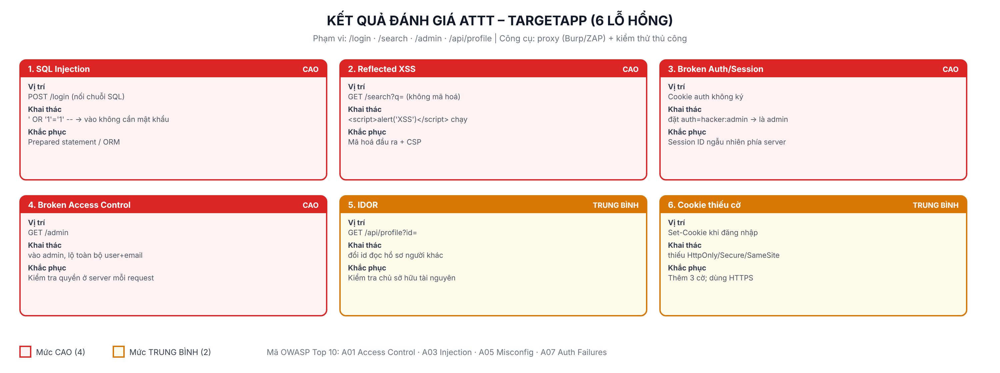 KẾT QUẢ ĐÁNH GIÁ ATTT – TARGETAPP (6 LỖ HỔNG)
Phạm vi: /login · /search · /admin · /api/profile | Công cụ: proxy (Burp/ZAP) + kiểm thử thủ công
1. SQL Injection CAO
Vị trí
POST /login (nối chuỗi SQL)
Khai thác
' OR '1'='1' -- → vào không cần mật khẩu
Khắc phục
Prepared statement / ORM
2. Reflected XSS CAO
Vị trí
GET /search?q= (không mã hoá)
Khai thác
<script>alert('XSS')</script> chạy
Khắc phục
Mã hoá đầu ra + CSP
3. Broken Auth/Session CAO
Vị trí
Cookie auth không ký
Khai thác
đặt auth=hacker:admin → là admin
Khắc phục
Session ID ngẫu nhiên phía server
4. Broken Access Control CAO
Vị trí
GET /admin
Khai thác
vào admin, lộ toàn bộ user+email
Khắc phục
Kiểm tra quyền ở server mỗi request
5. IDOR TRUNG BÌNH
Vị trí
GET /api/profile?id=
Khai thác
đổi id đọc hồ sơ người khác
Khắc phục
Kiểm tra chủ sở hữu tài nguyên
6. Cookie thiếu cờ TRUNG BÌNH
Vị trí
Set-Cookie khi đăng nhập
Khai thác
thiếu HttpOnly/Secure/SameSite
Khắc phục
Thêm 3 cờ; dùng HTTPS
Mức CAO (4)
Mức TRUNG BÌNH (2)
Mã OWASP Top 10: A01 Access Control · A03 Injection · A05 Misconfig · A07 Auth Failures